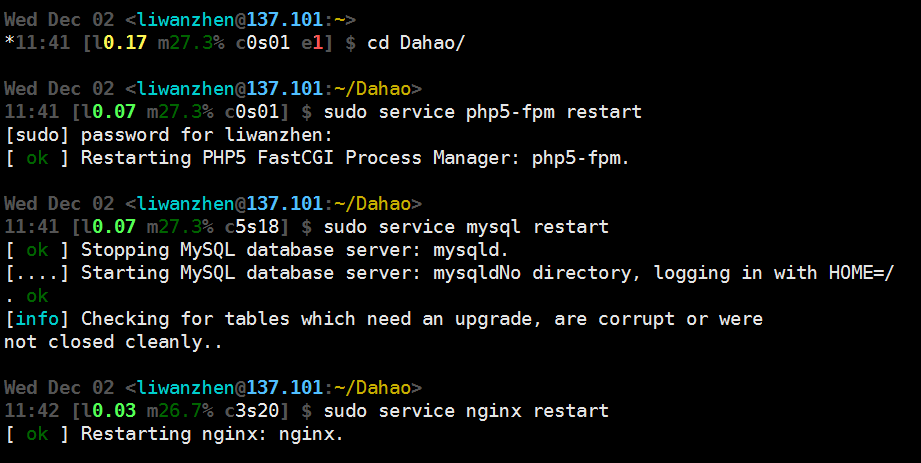 Wed Dec 02 <liwanzhen@137.101:~>
*11:41 [l0.17 m27.3% c0s01 e1] $ cd Dahao/
Wed Dec 02 <liwanzhen@137.101:~/Dahao>
11:41 [l0.07 m27.3% c0s01] $ sudo service php5-fpm restart
[sudo] password for liwanzhen:
[ ok ] Restarting PHP5 FastCGI Process Manager: php5-fpm.
Wed Dec 02 <liwanzhen@137.101:~/Dahao>
11:41 [l0.07 m27.3% c5s18] $ sudo service mysql restart
[ ok ] Stopping MySQL database server: mysqld.
[....] Starting MySQL database server: mysqldNo directory, logging in with HOME=/
. ok
[info] Checking for tables which need an upgrade, are corrupt or were
not closed cleanly..
Wed Dec 02 <liwanzhen@137.101:~/Dahao>
11:42 [l0.03 m26.7% c3s20] $ sudo service nginx restart
[ ok ] Restarting nginx: nginx.